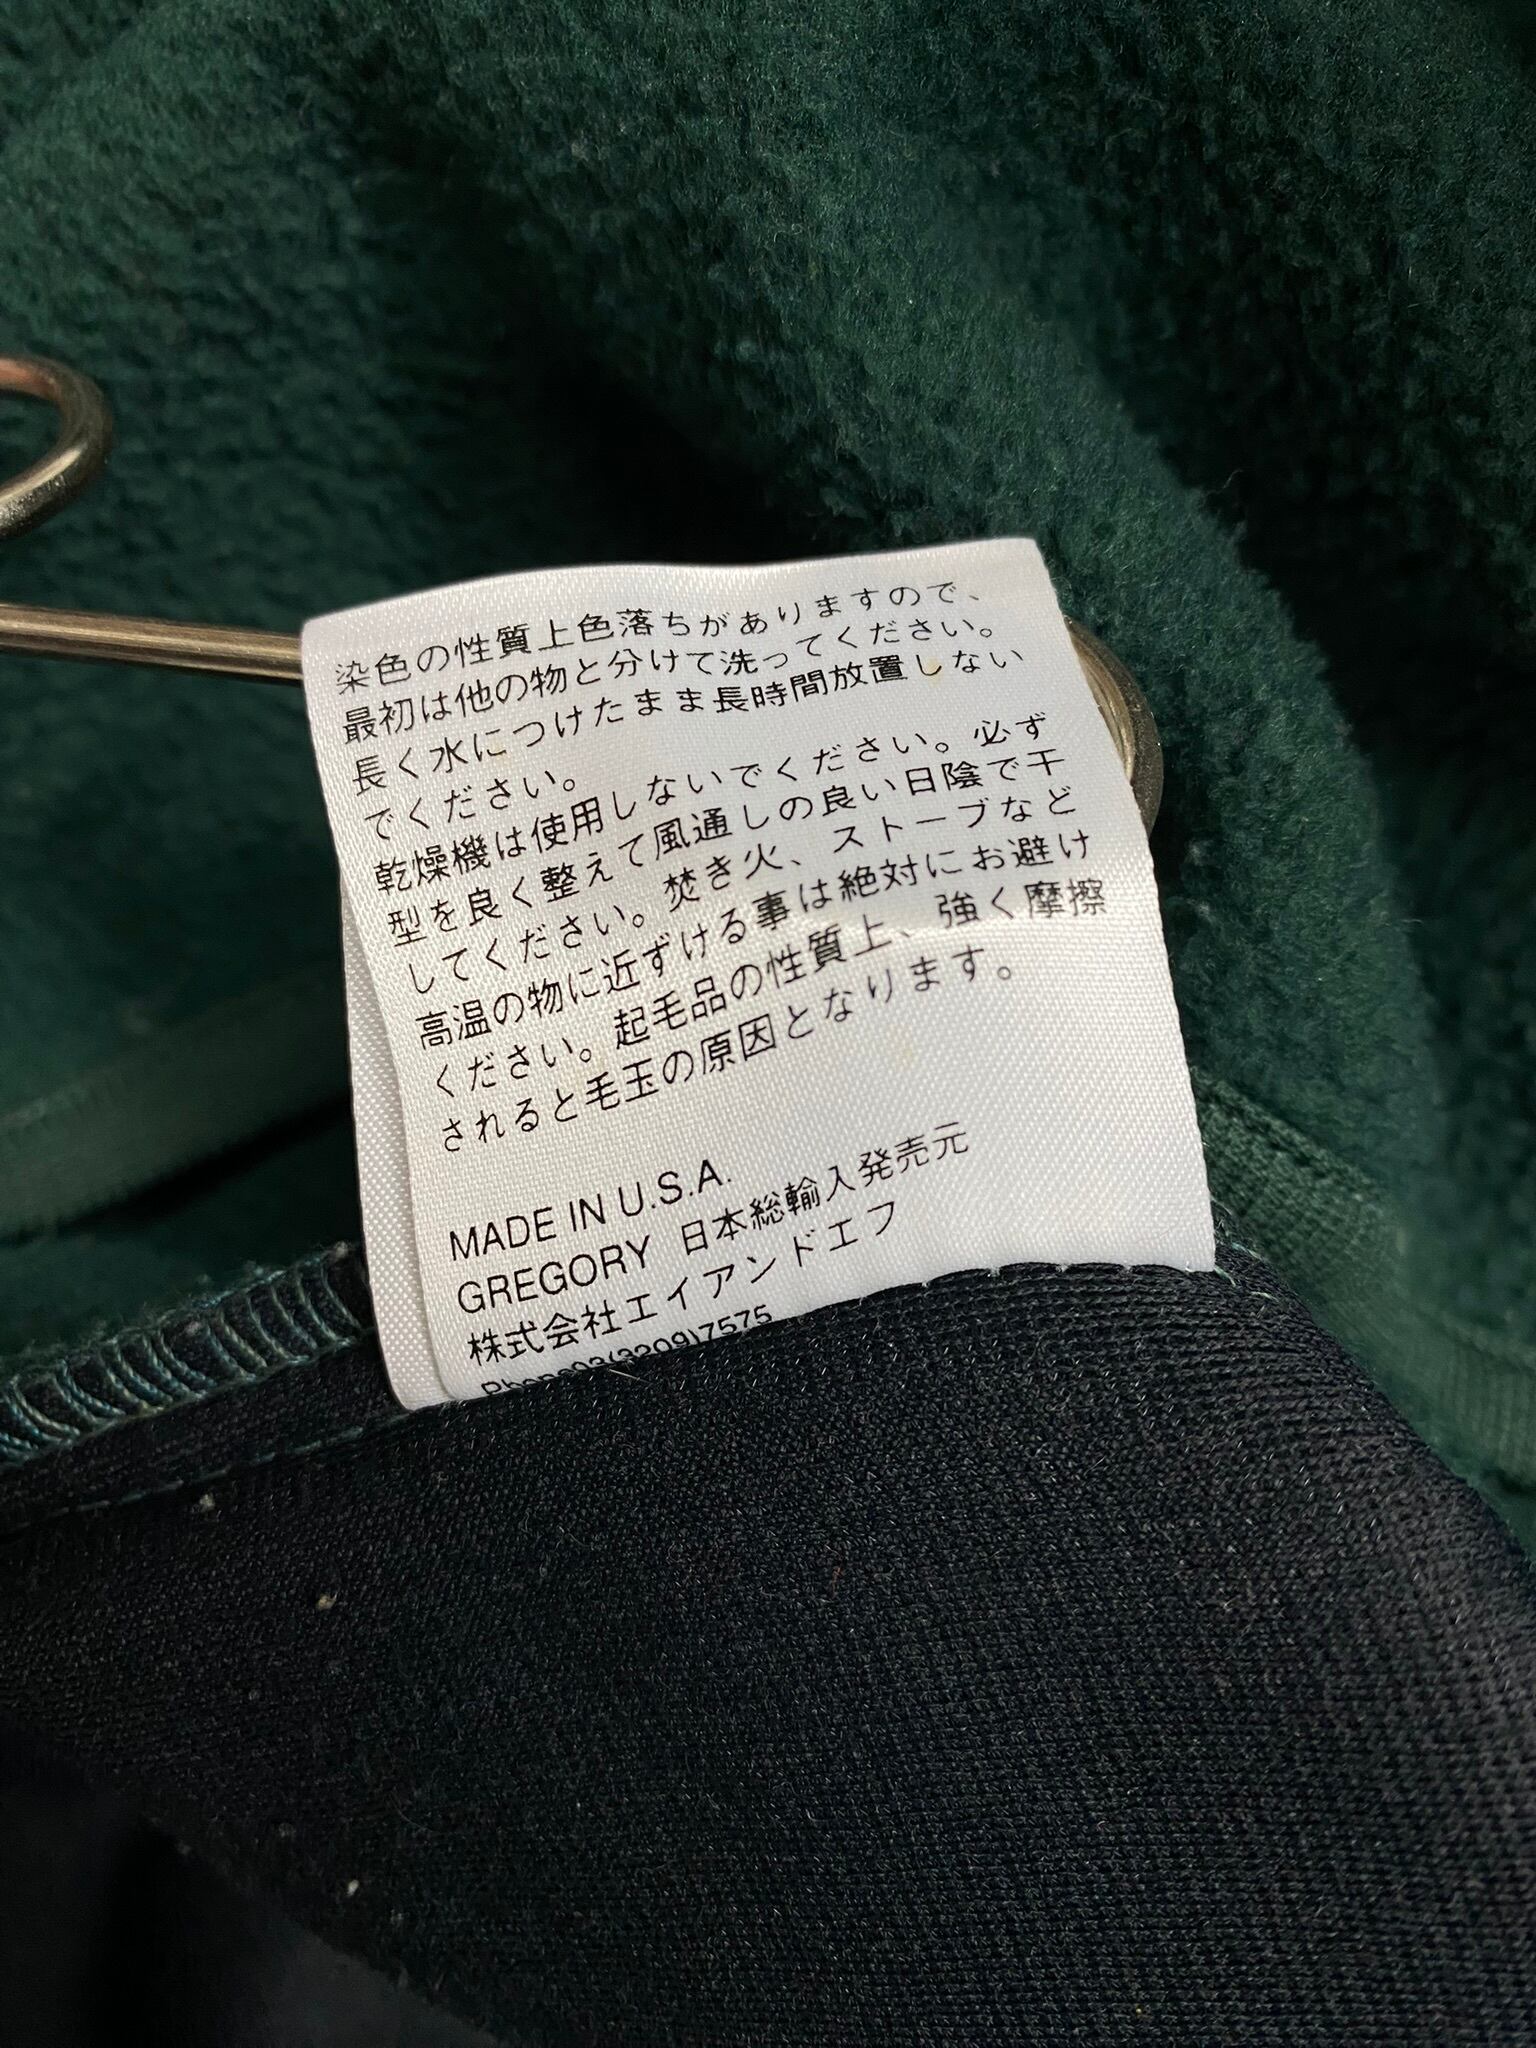 染色の性質上色落ちがありますので、
最初は他の物と分けて洗ってください。
長く水につけたまま長時間放置しない
でください。
乾燥機は使用しないでください。必ず
型を良く整えて風通しの良い日陰で干
してください。焚き火、ストーブなど
高温の物に近ずける事は絶対にお避け
ください。起毛品の性質上、強く摩擦
されると毛玉の原因となります。
MADE IN U.S.A.
GREGORY 日本総輸入発売元
株式会社エイアンドエフ
Phone03(3209)7575